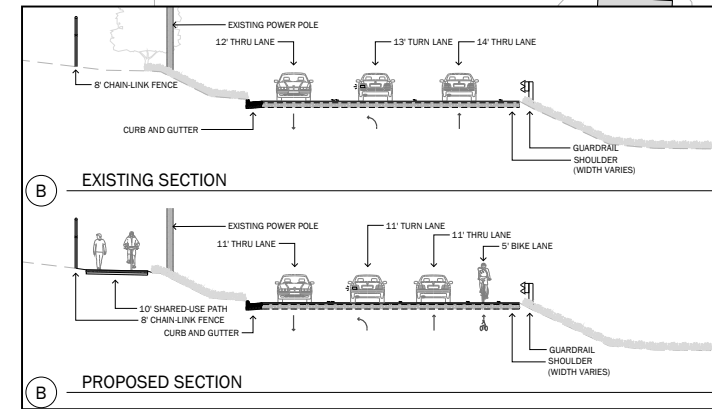 EXISTING POWER POLE
12' THRU LANE
13' TURN LANE
14' THRU LANE
8' CHAIN-LINK FENCE
CURB AND GUTTER
GUARDRAIL
SHOULDER
(WIDTH VARIES)
B
EXISTING SECTION
EXISTING POWER POLE
11' THRU LANE
11' TURN LANE
11' THRU LANE
5' BIKE LANE
10' SHARED-USE PATH
8' CHAIN-LINK FENCE
CURB AND GUTTER
GUARDRAIL
SHOULDER
(WIDTH VARIES)
B
PROPOSED SECTION